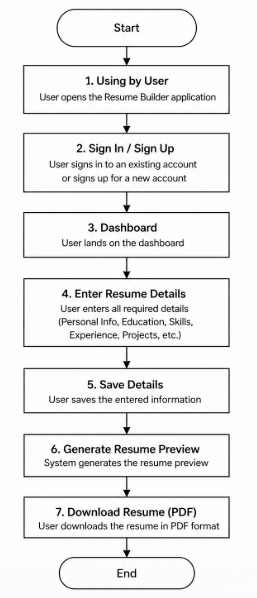 Start
1. Using by User
User opens the Resume Builder application
2. Sign In / Sign Up
User signs in to an existing account
or signs up for a new account
3. Dashboard
User lands on the dashboard
4. Enter Resume Details
User enters all required details
(Personal Info, Education, Skills,
Experience, Projects, etc.)
5. Save Details
User saves the entered information
6. Generate Resume Preview
System generates the resume preview
7. Download Resume (PDF)
User downloads the resume in PDF format
End